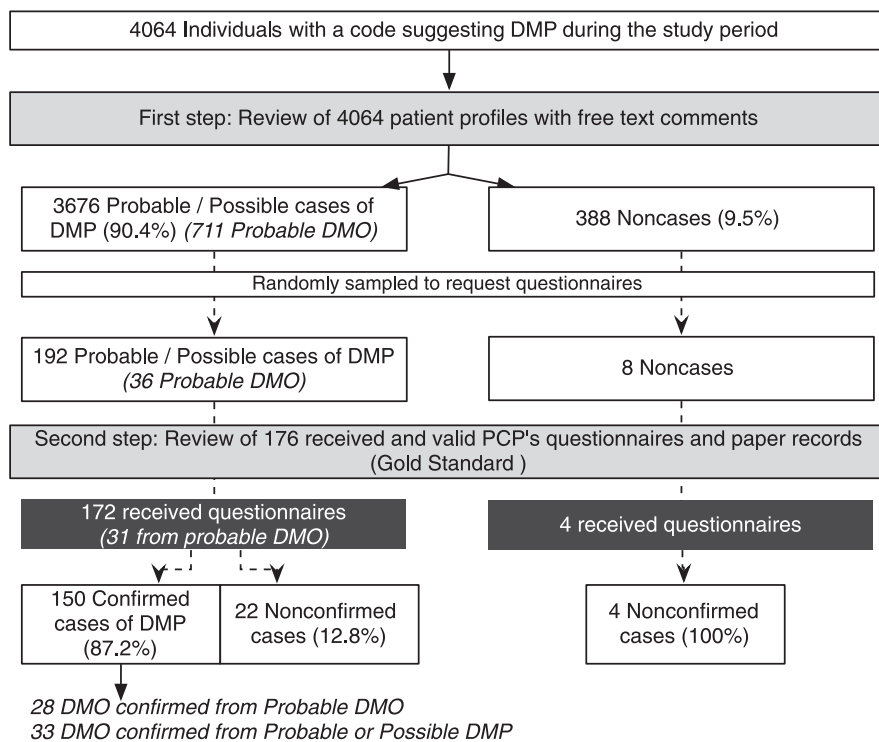 4064 Individuals with a code suggesting DMP during the study period
First step: Review of 4064 patient profiles with free text comments
3676 Probable / Possible cases of
DMP (90.4%) (711 Probable DMO)
388 Noncases (9.5%)
Randomly sampled to request questionnaires
192 Probable / Possible cases of DMP
(36 Probable DMO)
8 Noncases
Second step: Review of 176 received and valid PCP's questionnaires and paper records
(Gold Standard )
172 received questionnaires
(31 from probable DMO)
4 received questionnaires
150 Confirmed
cases of DMP
(87.2%)
22 Nonconfirmed
cases (12.8%)
4 Nonconfirmed
cases (100%)
28 DMO confirmed from Probable DMO
33 DMO confirmed from Probable or Possible DMP